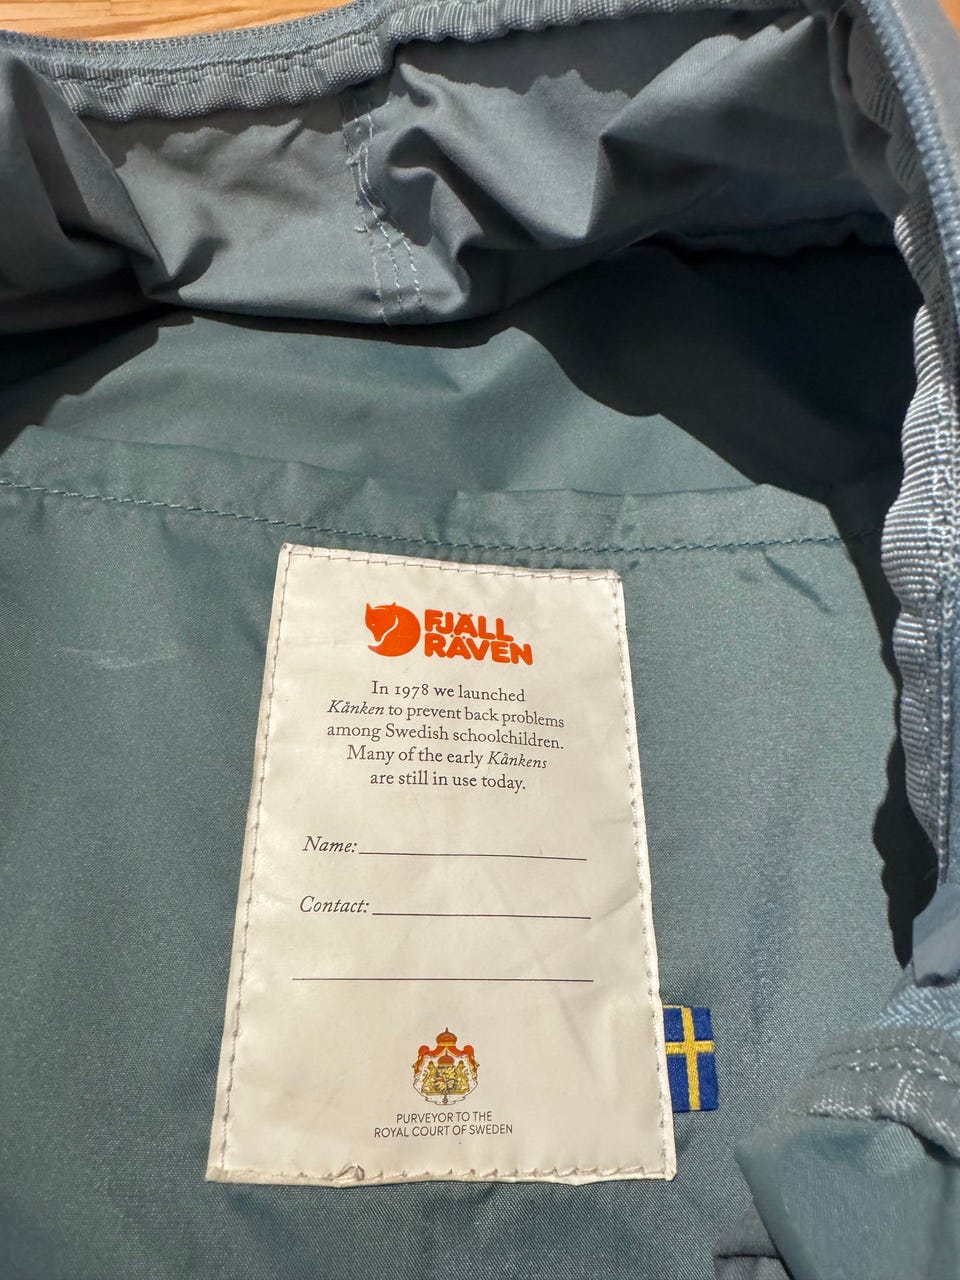 FJÄLL
RÄVEN
In 1978 we launched
Kånken to prevent back problems
among Swedish schoolchildren.
Many of the early Kånkens
are still in use today.
Name:
Contact:
PURVEYOR TO THE
ROYAL COURT OF SWEDEN